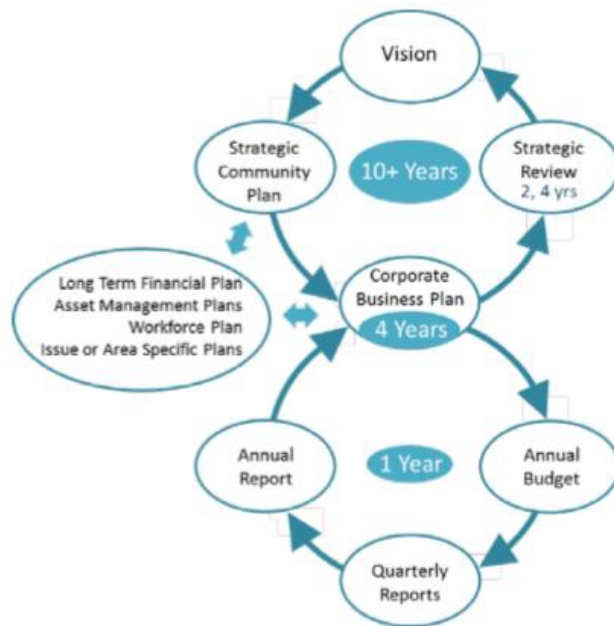 Vision
Strategic
Community
Plan
10+ Years
Strategic
Review
2, 4 yrs
Long Term Financial Plan
Asset Management Plans
Workforce Plan
Issue or Area Specific Plans
Corporate
Business Plan
4 Years
Annual
Report
1 Year
Annual
Budget
Quarterly
Reports